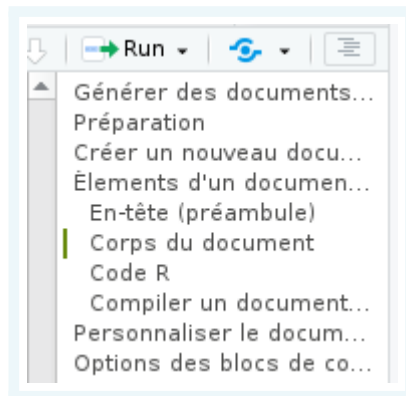 Run
Générer des documents...
Préparation
Créer un nouveau docu...
Élements d'un documen...
En-tête (préambule)
Corps du document
Code R
Compiler un document...
Personnaliser le docum...
Options des blocs de co...